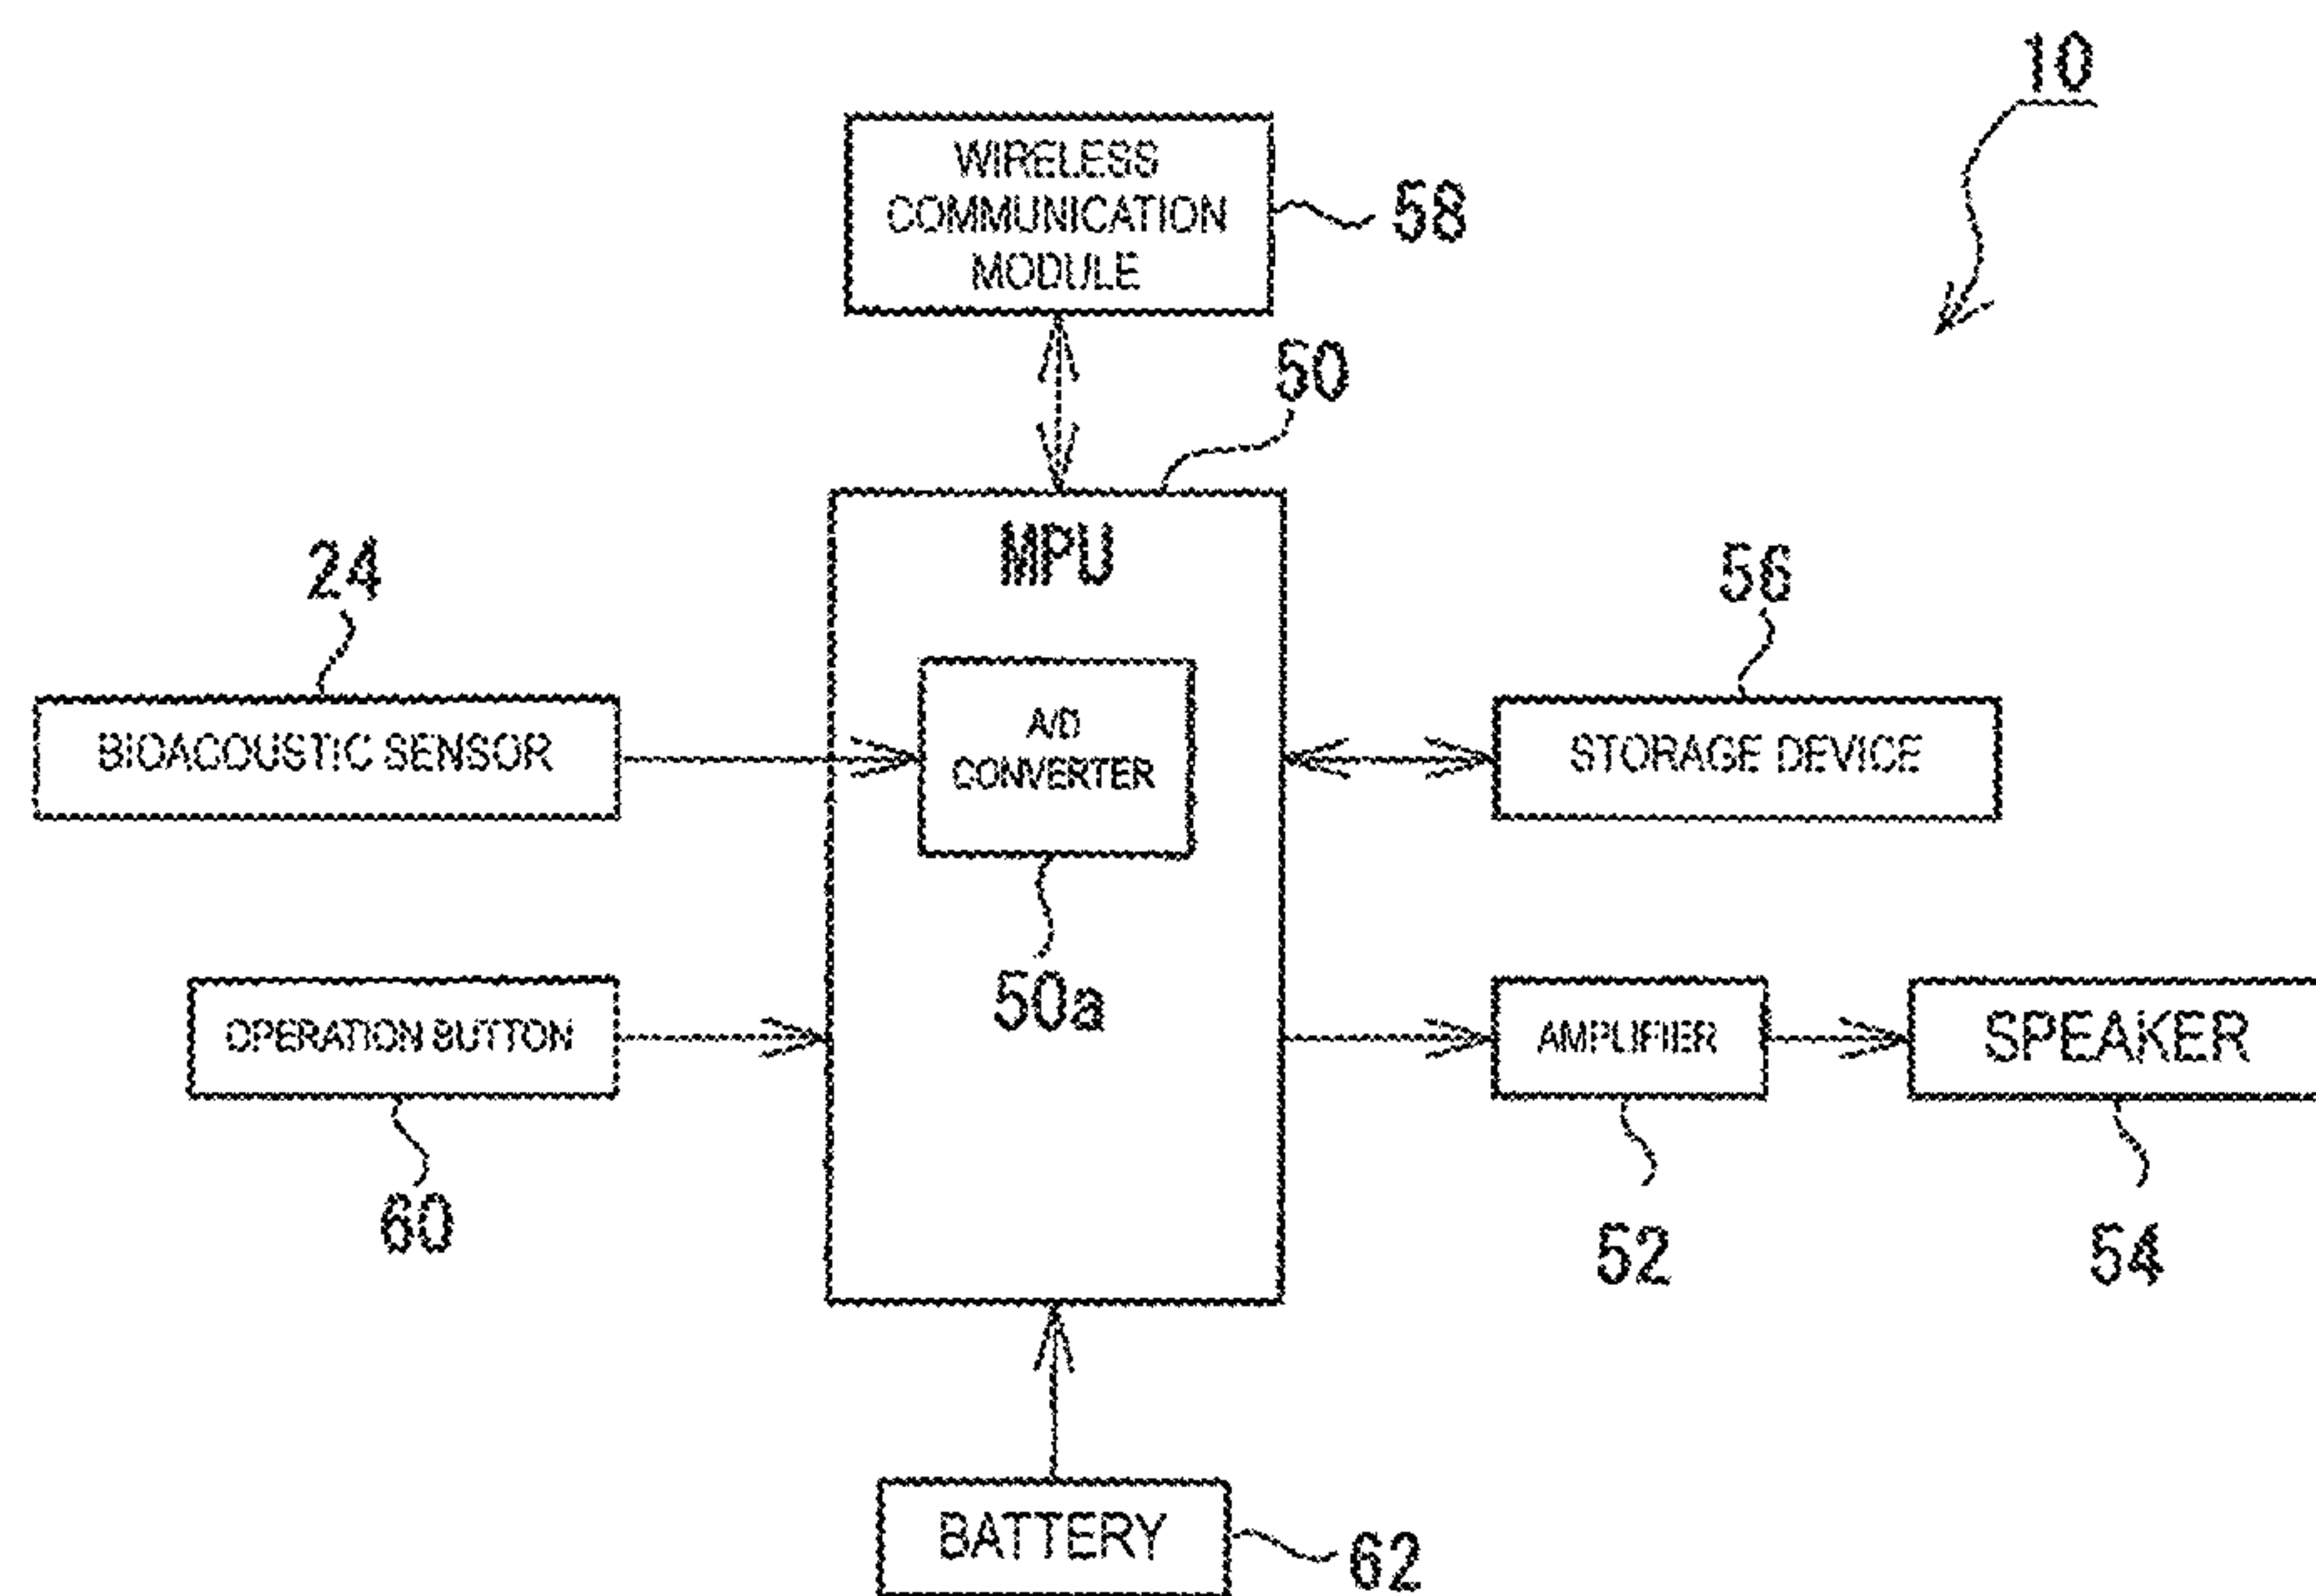 10
WIRELESS
COMMUNICATION
MODULE
58
50
MPU
24
56
BIOACOUSTIC SENSOR
A/D
CONVERTER
STORAGE DEVICE
50a
OPERATION BUTTON
AMPLIFIER
SPEAKER
60
52
54
BATTERY
62